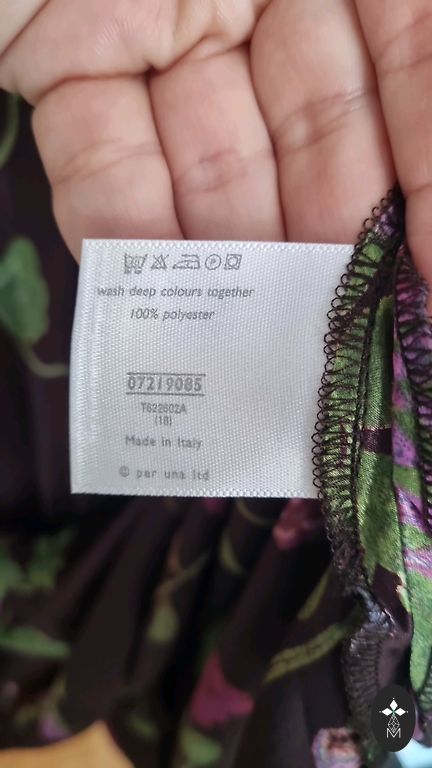 wash deep colours together
100% polyester
07219085
T622602A
(18)
Made in Italy
© per una ltd
M